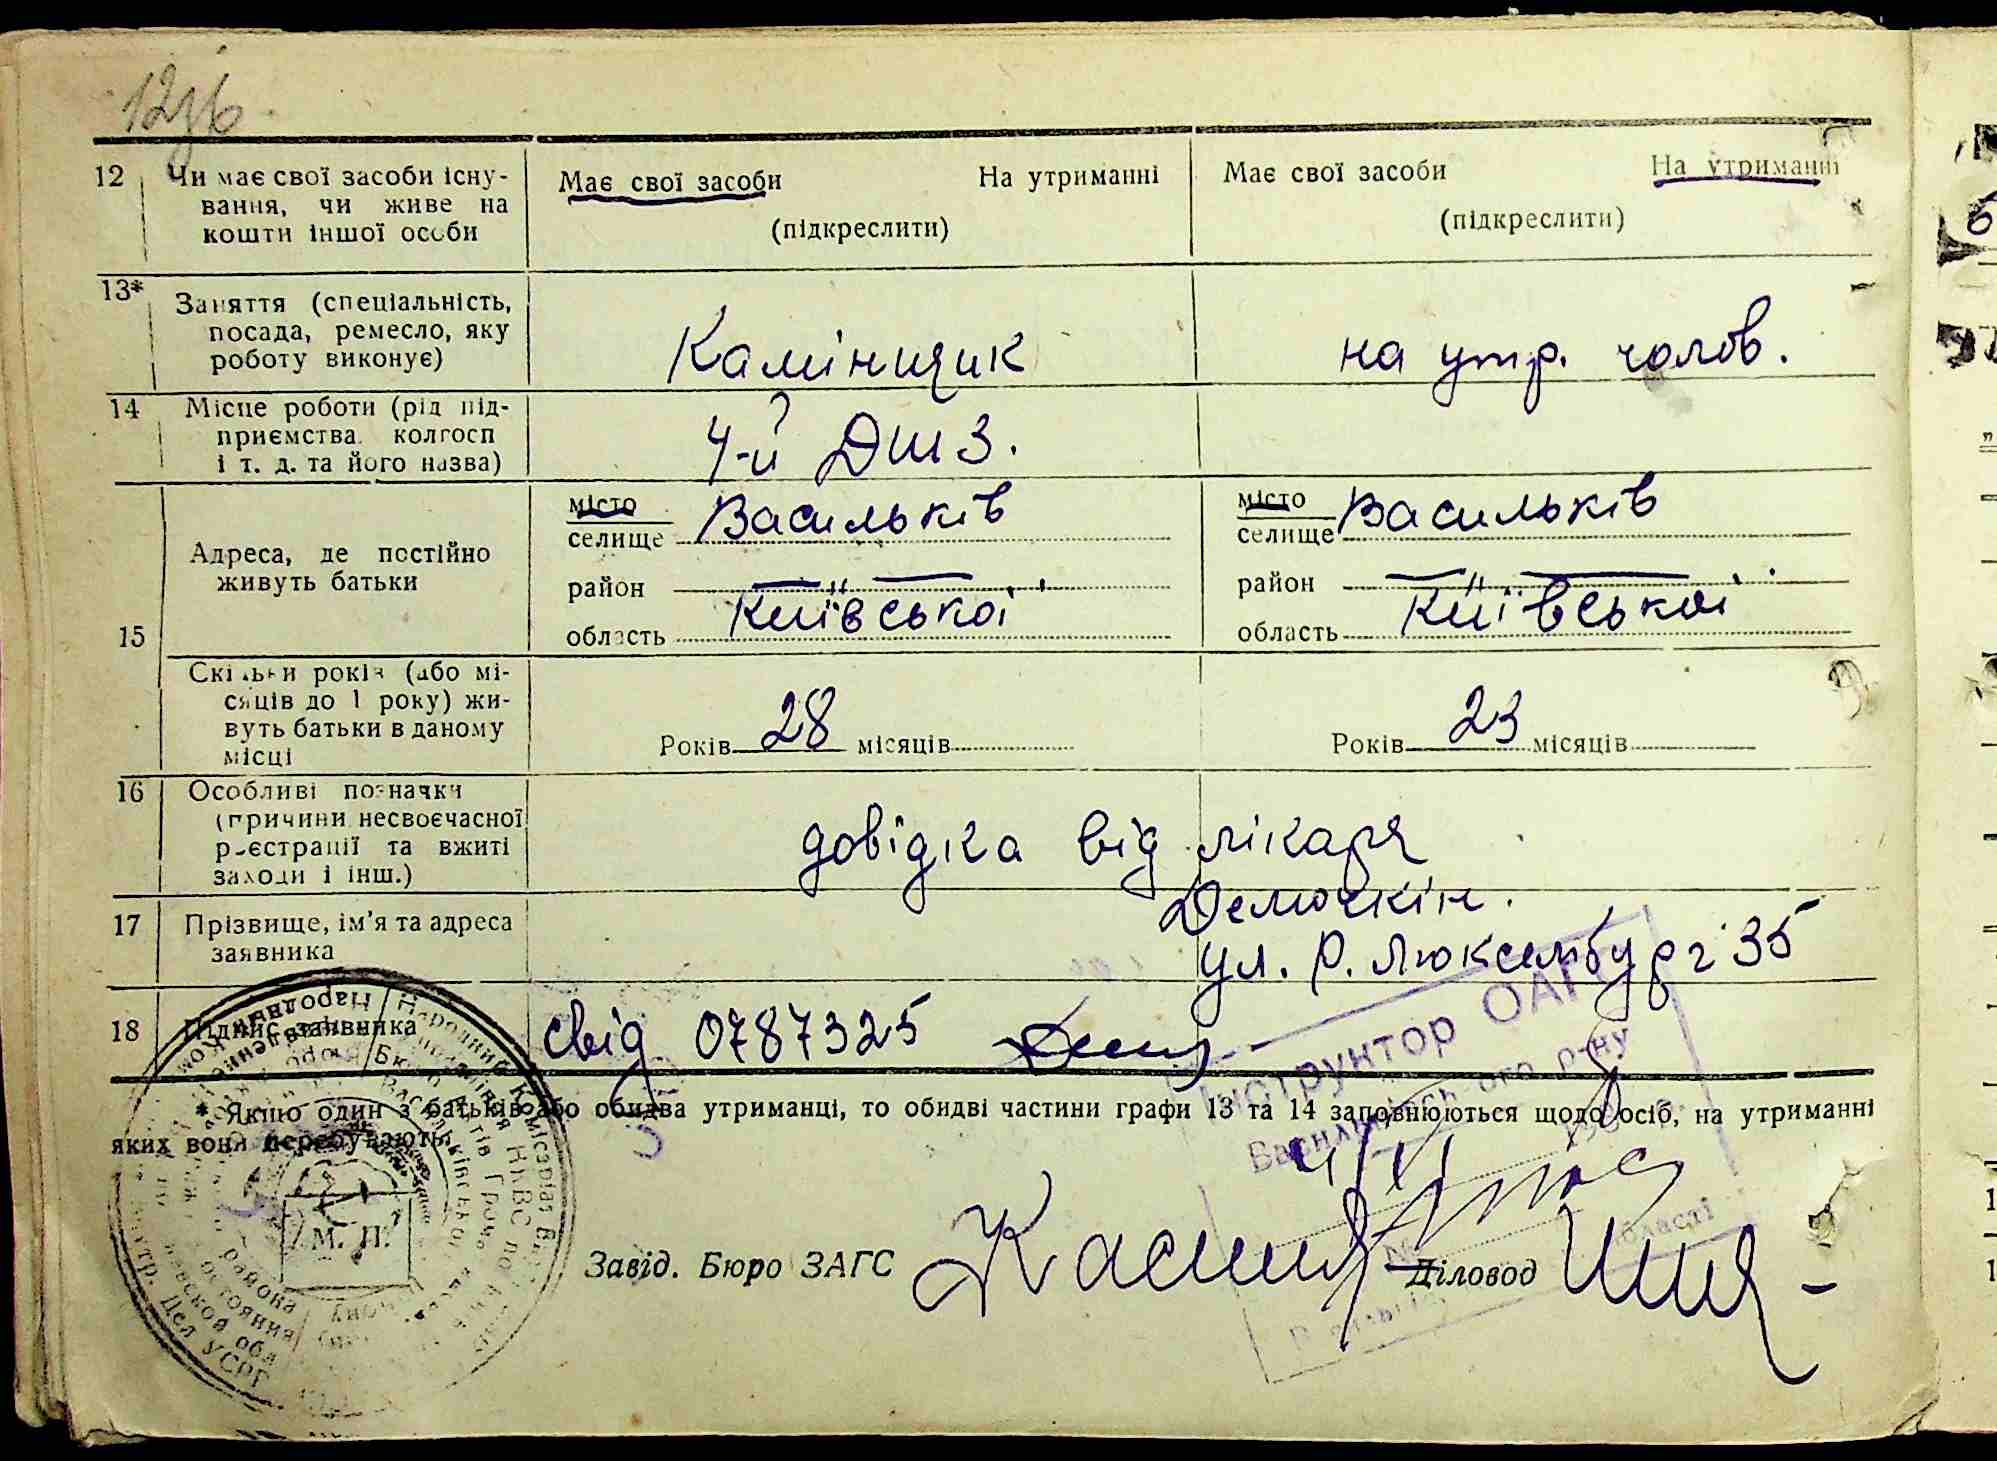 12 Чи має свої засоби існу-
вання, чи живе на
кошти іншої особи
Має свої засоби На утриманні
(підкреслити)
Має свої засоби На утриманні
(підкреслити)
13* Заняття (спеціальність,
посада, ремесло, яку
роботу виконує)
Камінщик
на утр. чолов.
14 Місце роботи (рід під-
приємства, колгосп
і т. д. та його назва)
4-й ДШЗ.
15 Адреса, де постійно
живуть батьки
місто
селище Васильків
район
область Київської
місто
селище Васильків
район
область Київської
Скільки років (або мі-
сяців до 1 року) жи-
вуть батьки в даному
місці
Років 28 місяців
Років 23 місяців
16 Особливі позначки
(причини несвоєчасної
реєстрації та вжиті
заходи і інш.)
довідка від лікаря
17 Прізвище, ім'я та адреса
заявника
Демочкін.
ул. Р. Люксембург 35
18 Підпис заявника
свід 0787325
* Якщо один з батьків або обидва утриманці, то обидві частини графи 13 та 14 заповнюються щодо осіб, на утриманні
яких вони перебувають.
Інструктор ОАГС
М. П.
Завід. Бюро ЗАГС
Діловод